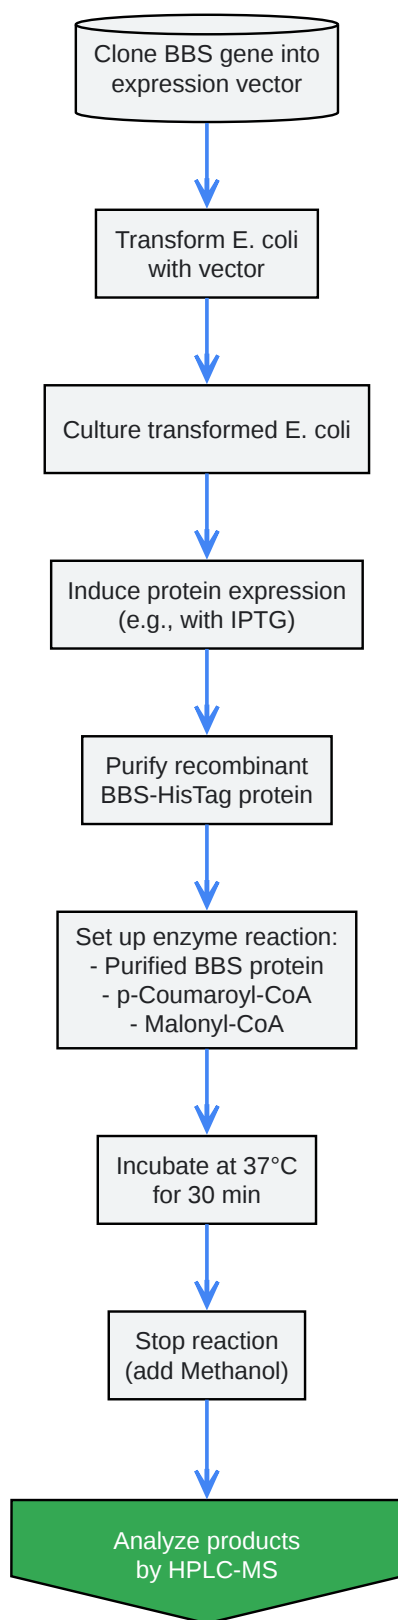 Clone BBS gene into
expression vector
Transform E. coli
with vector
Culture transformed E. coli
Induce protein expression
(e.g., with IPTG)
Purify recombinant
BBS-HisTag protein
Set up enzyme reaction:
- Purified BBS protein
- p-Coumaroyl-CoA
- Malonyl-CoA
Incubate at 37°C
for 30 min
Stop reaction
(add Methanol)
Analyze products
by HPLC-MS